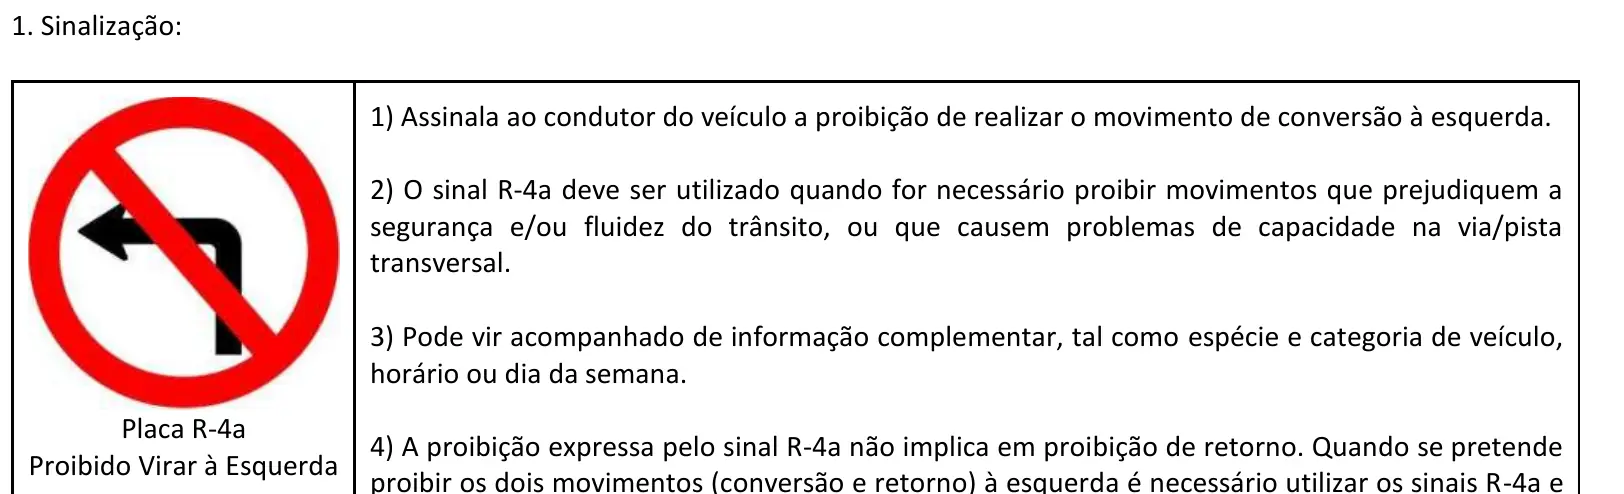 1. Sinalização:
Placa R-4a
Proibido Virar à Esquerda
1) Assinala ao condutor do veículo a proibição de realizar o movimento de conversão à esquerda.
2) O sinal R-4a deve ser utilizado quando for necessário proibir movimentos que prejudiquem a
segurança e/ou fluidez do trânsito, ou que causem problemas de capacidade na via/pista
transversal.
3) Pode vir acompanhado de informação complementar, tal como espécie e categoria de veículo,
horário ou dia da semana.
4) A proibição expressa pelo sinal R-4a não implica em proibição de retorno. Quando se pretende
proibir os dois movimentos (conversão e retorno) à esquerda é necessário utilizar os sinais R-4a e